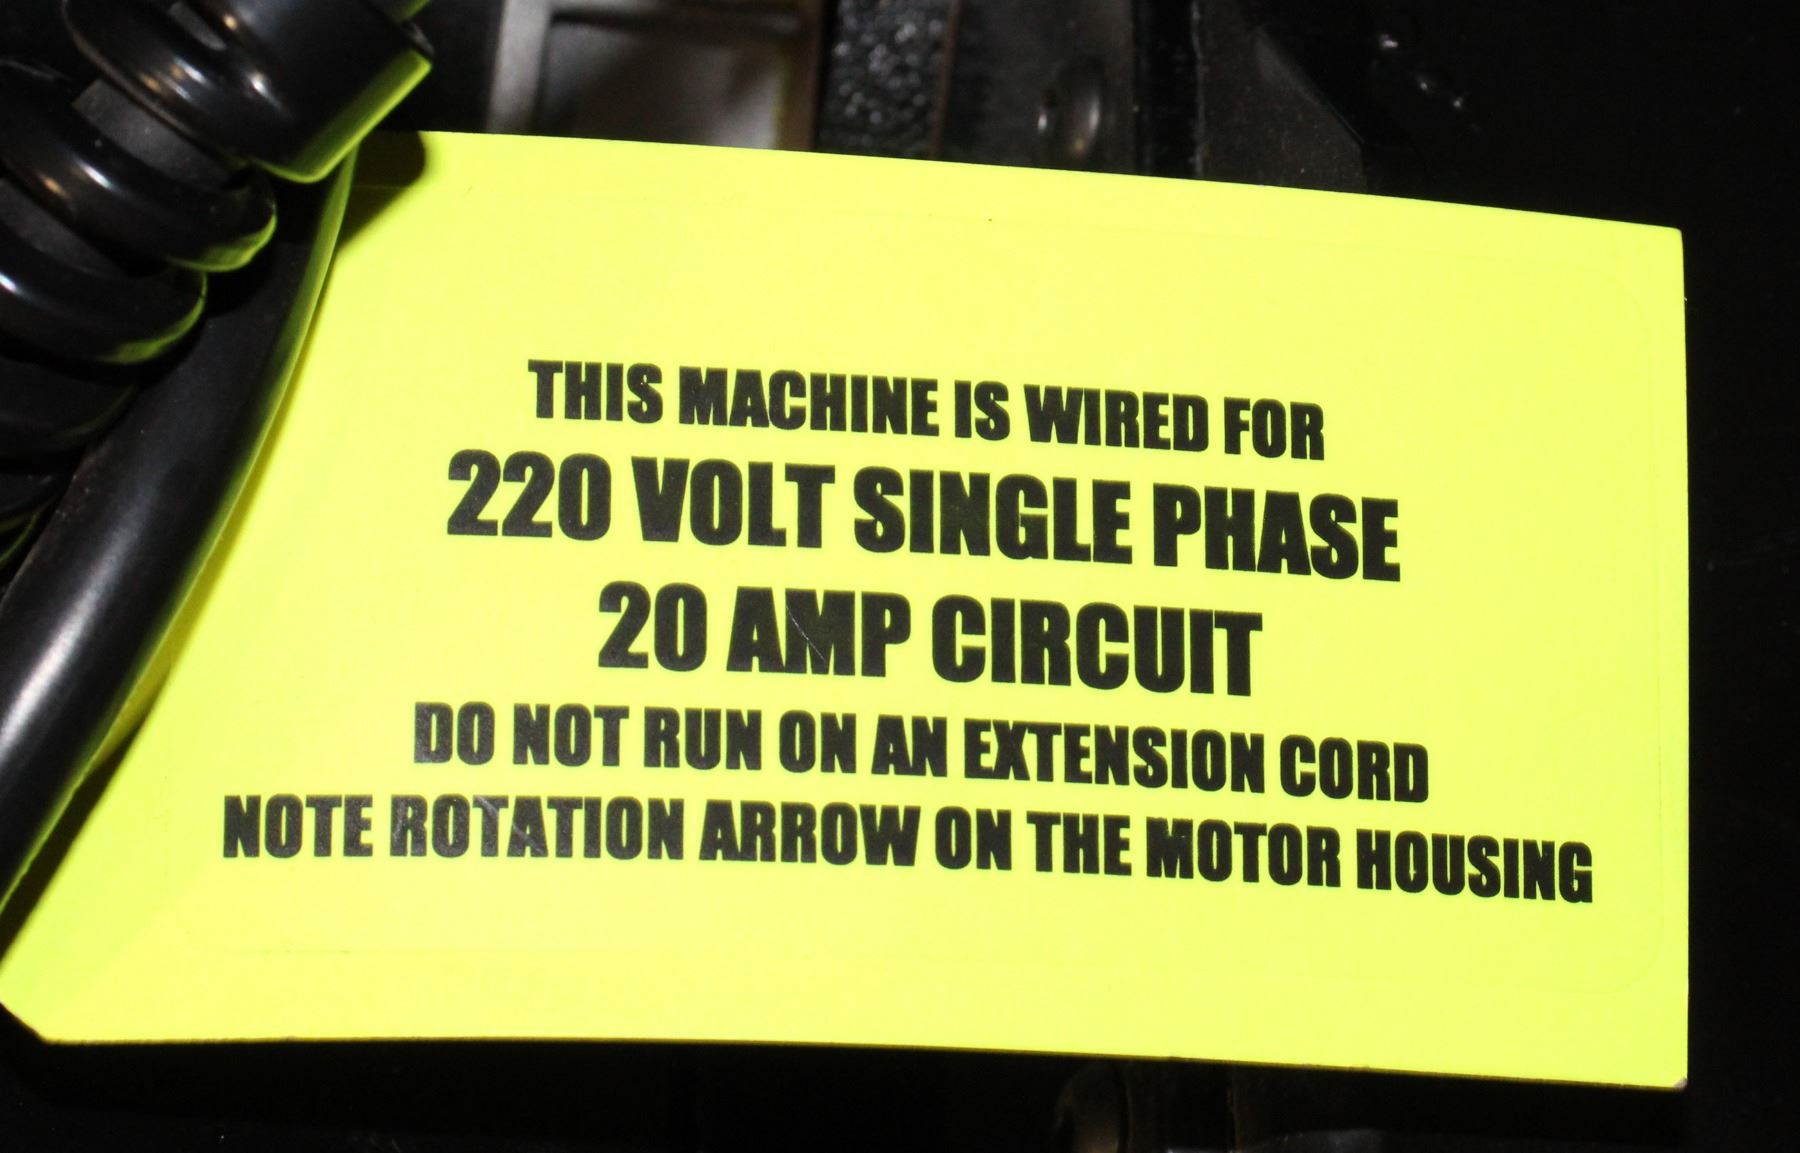 THIS MACHINE IS WIRED FOR
220 VOLT SINGLE PHASE
20 AMP CIRCUIT
DO NOT RUN ON AN EXTENSION CORD
NOTE ROTATION ARROW ON THE MOTOR HOUSING